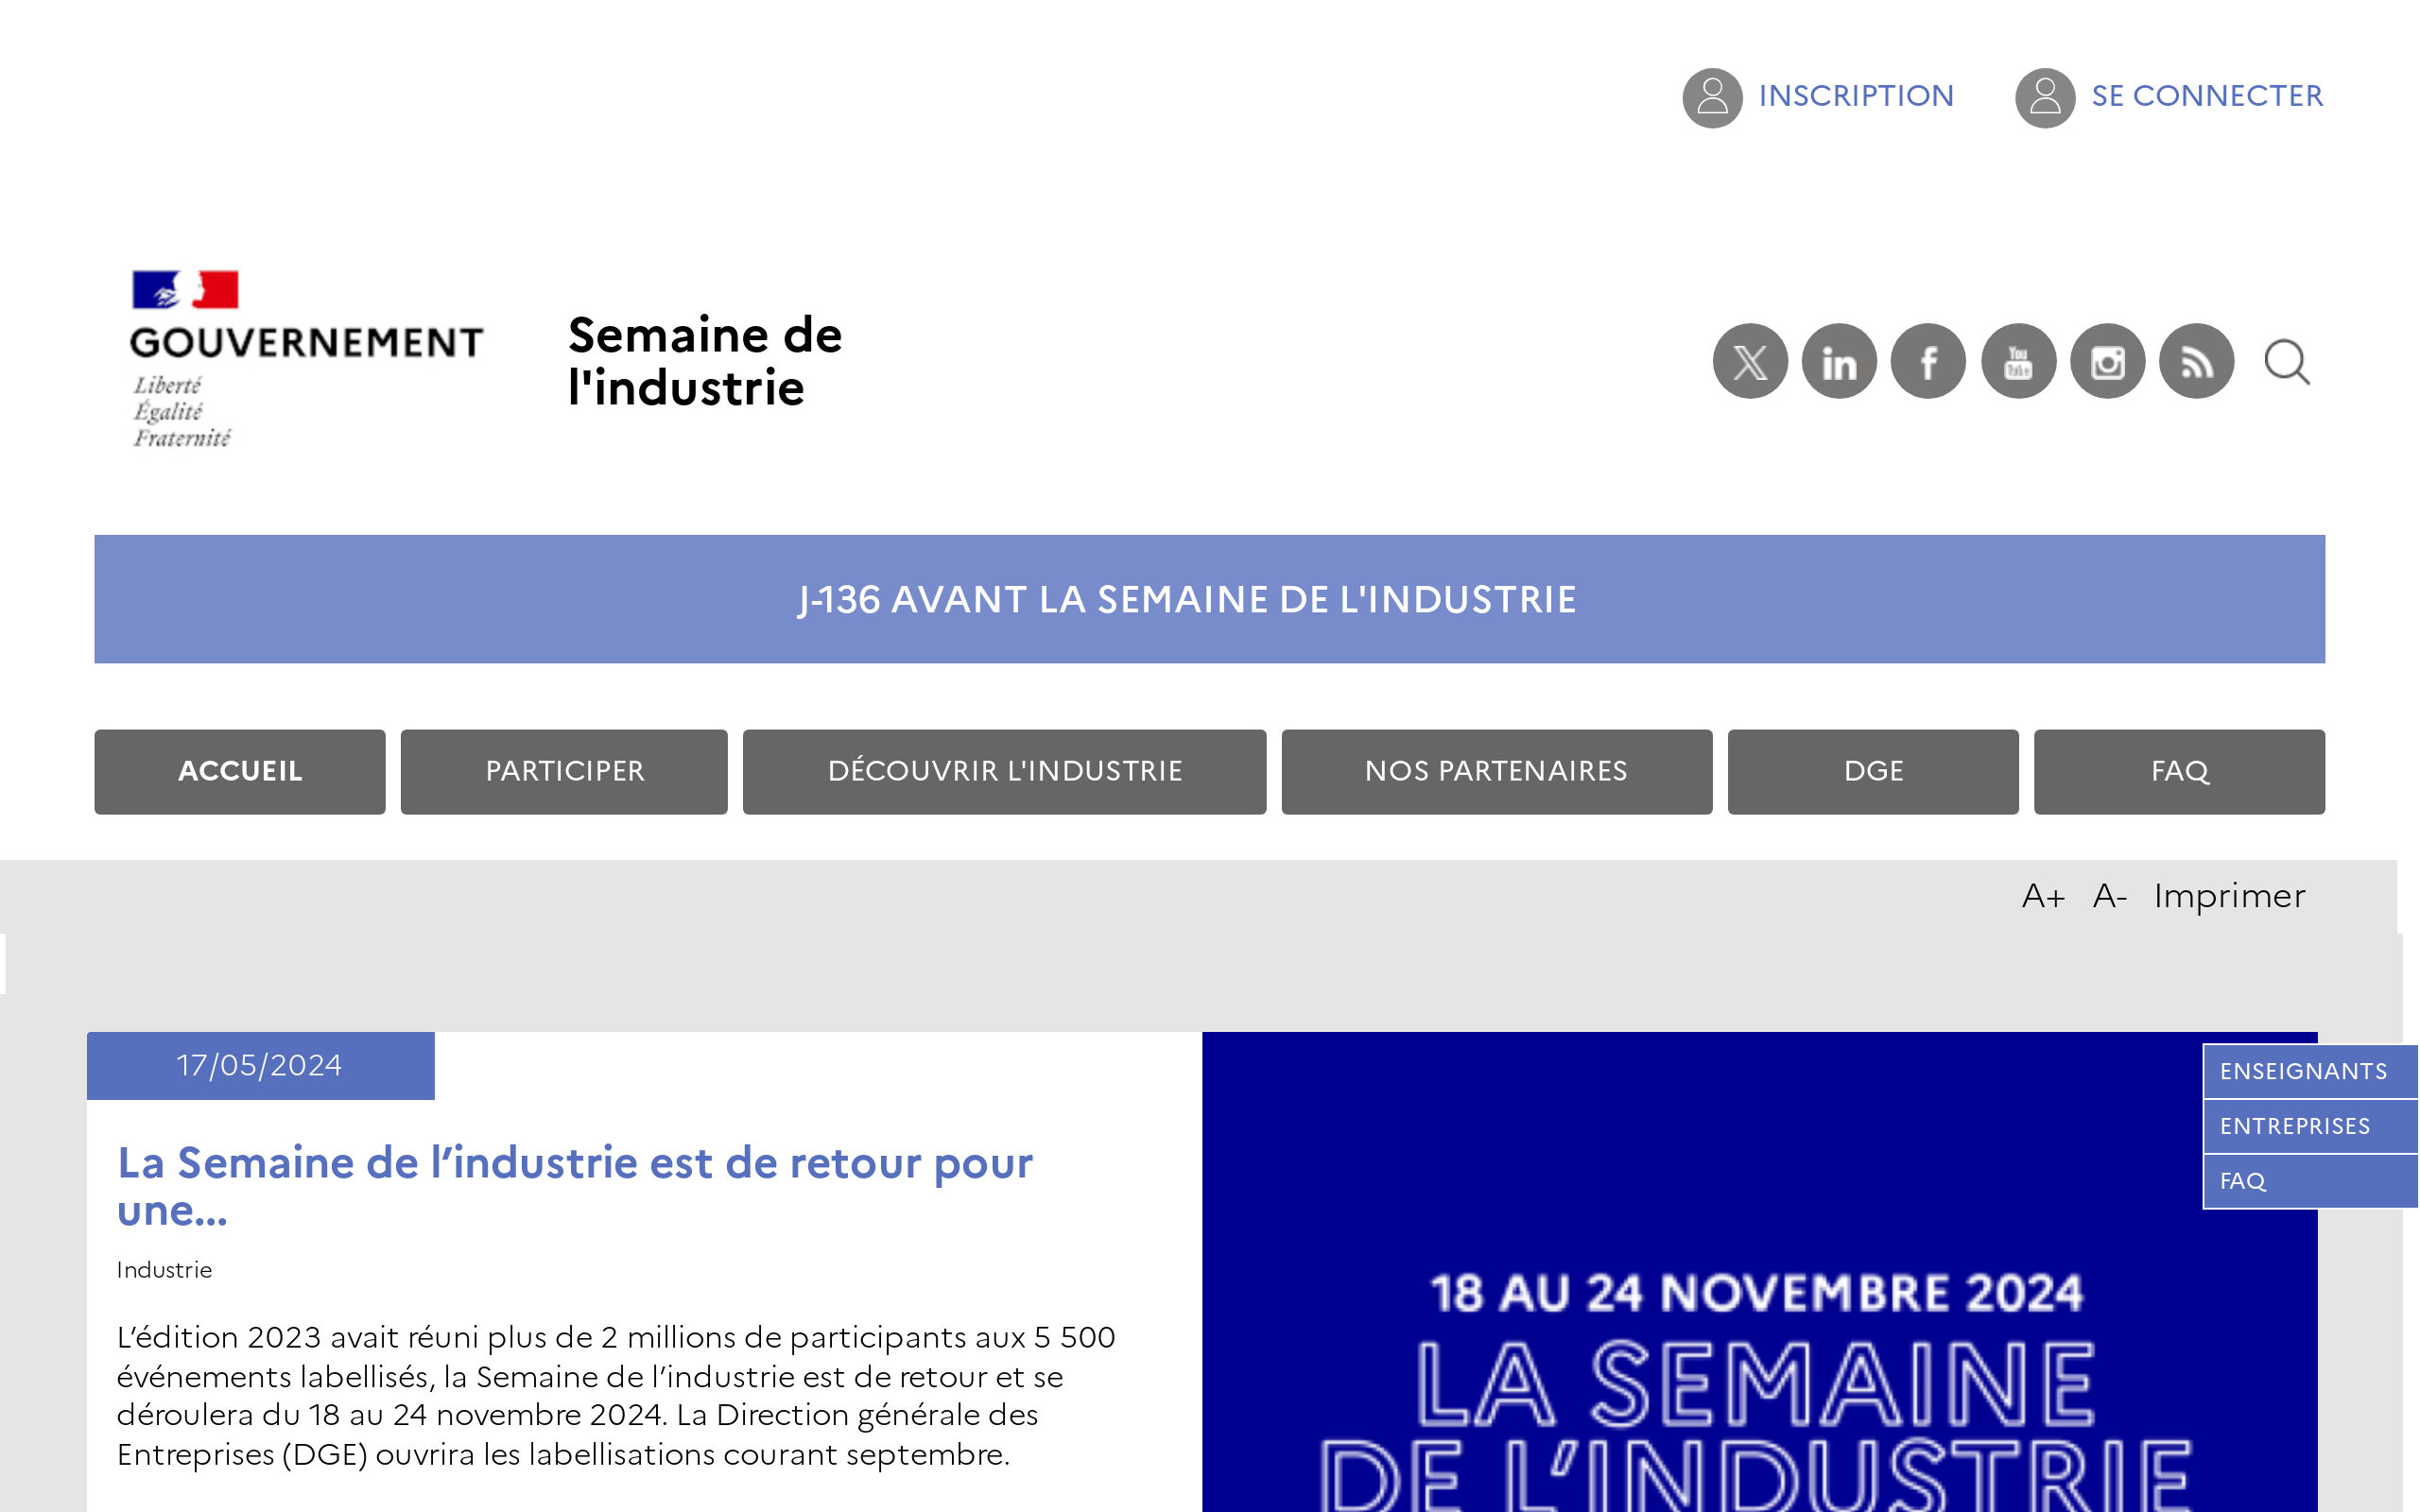 INSCRIPTION
SE CONNECTER
GOUVERNEMENT
Liberté
Égalité
Fraternité
Semaine de
l'industrie
J-136 AVANT LA SEMAINE DE L'INDUSTRIE
ACCUEIL
PARTICIPER
DÉCOUVRIR L'INDUSTRIE
NOS PARTENAIRES
DGE
FAQ
A+ A- Imprimer
17/05/2024
La Semaine de l’industrie est de retour pour
une...
Industrie
L’édition 2023 avait réuni plus de 2 millions de participants aux 5 500
événements labellisés, la Semaine de l’industrie est de retour et se
déroulera du 18 au 24 novembre 2024. La Direction générale des
Entreprises (DGE) ouvrira les labellisations courant septembre.
18 AU 24 NOVEMBRE 2024
LA SEMAINE
DE L’INDUSTRIE
ENSEIGNANTS
ENTREPRISES
FAQ